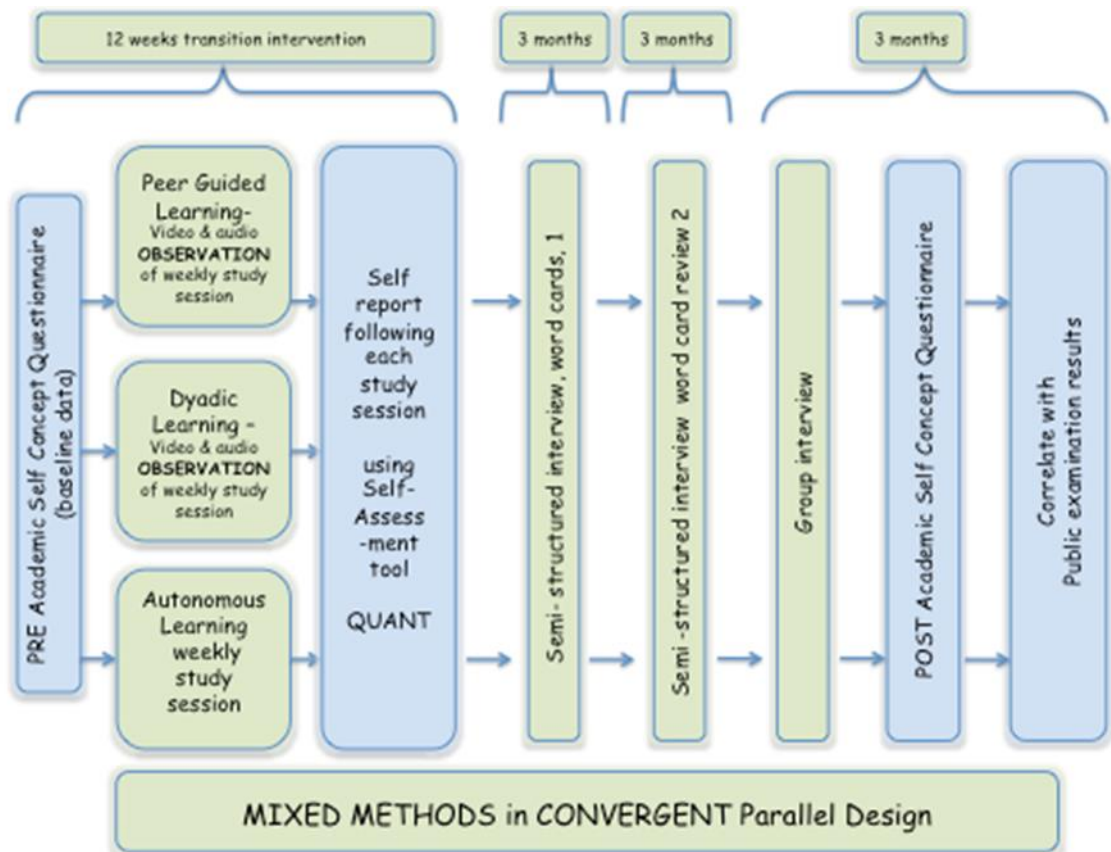 12 weeks transition intervention
3 months
3 months
3 months
PRE Academic Self Concept Questionnaire
(baseline data)
Peer Guided
Learning-
Video & audio
OBSERVATION
of weekly study
session
Dyadic
Learning –
Video & audio
OBSERVATION
of weekly study
session
Autonomous
Learning
weekly
study
session
Self
report
following
each
study
session
using
Self-
Assess
-ment
tool
QUANT
Semi- structured interview, word cards, 1
Semi -structured interview word card review 2
Group interview
POST Academic Self Concept Questionnaire
Correlate with
Public examination results
MIXED METHODS in CONVERGENT Parallel Design